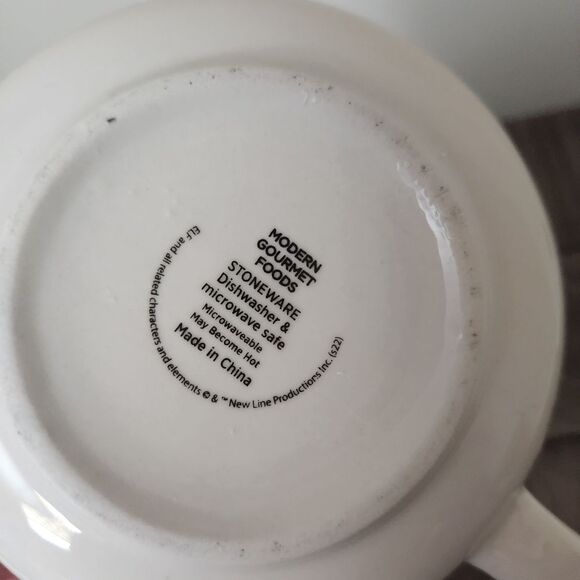 MODERN
GOURMET
FOODS
STONEWARE
Dishwasher &
microwave safe
Microwaveable
May Become Hot
Made in China
ELF and all related characters and elements © & ™ New Line Productions Inc. (s22)